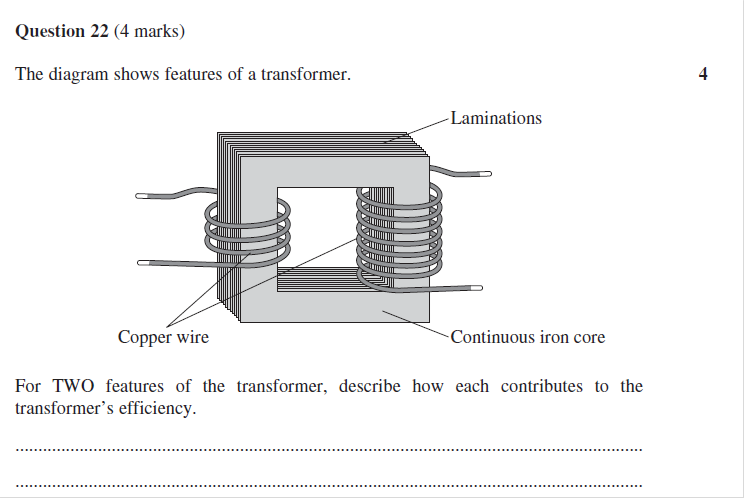 Question 22 (4 marks)
The diagram shows features of a transformer.
4
Laminations
Copper wire
Continuous iron core
For TWO features of the transformer, describe how each contributes to the
transformer’s efficiency.